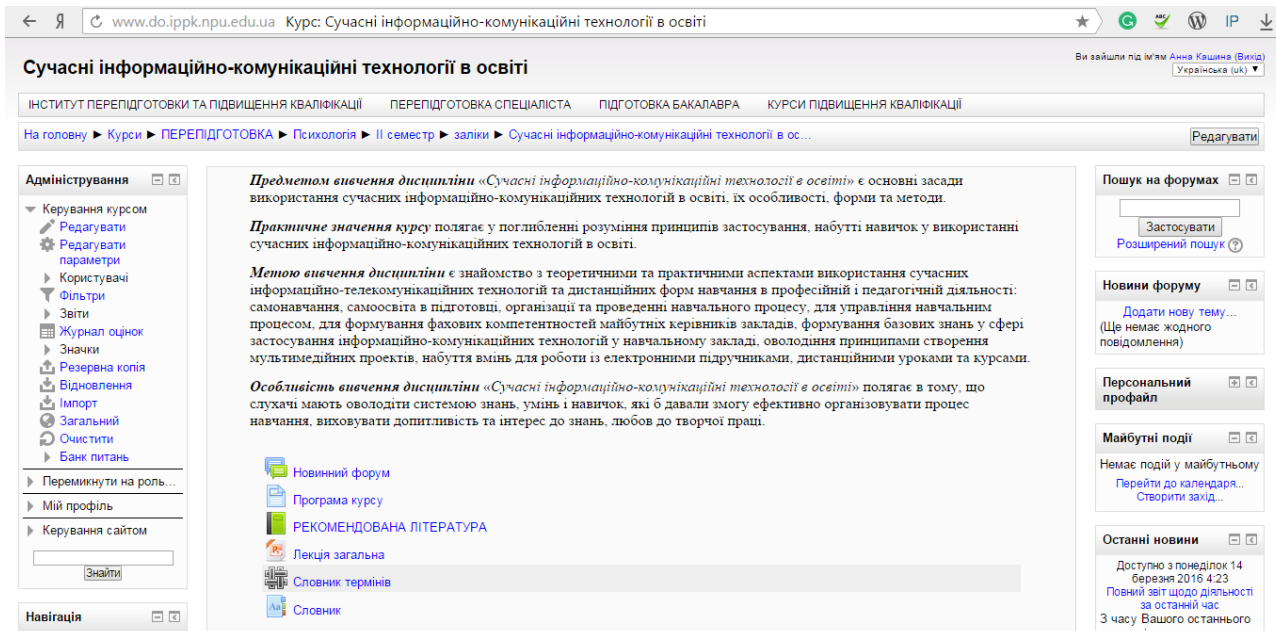 www.do.ippk.npu.edu.ua Курс: Сучасні інформаційно-комунікаційні технології в освіті
Сучасні інформаційно-комунікаційні технології в освіті
Ви зайшли під ім'ям Анна Кашина (Вихід)
Українська (uk)
ІНСТИТУТ ПЕРЕПІДГОТОВКИ ТА ПІДВИЩЕННЯ КВАЛІФІКАЦІЇ ПЕРЕПІДГОТОВКА СПЕЦІАЛІСТА ПІДГОТОВКА БАКАЛАВРА КУРСИ ПІДВИЩЕННЯ КВАЛІФІКАЦІЇ
На головну ► Курси ► ПЕРЕПІДГОТОВКА ► Психологія ► ІІ семестр ► заліки ► Сучасні інформаційно-комунікаційні технології в ос...
Редагувати
Адміністрування
Керування курсом
Редагувати
Редагувати
параметри
Користувачі
Фільтри
Звіти
Журнал оцінок
Значки
Резервна копія
Відновлення
Імпорт
Загальний
Очистити
Банк питань
Перемикнути на роль...
Мій профіль
Керування сайтом
Знайти
Навігація
Предметом вивчення дисципліни «Сучасні інформаційно-комунікаційні технології в освіті» є основні засади
використання сучасних інформаційно-комунікаційних технологій в освіті, їх особливості, форми та методи.
Практичне значення курсу полягає у поглибленні розуміння принципів застосування, набутті навичок у використанні
сучасних інформаційно-комунікаційних технологій в освіті.
Метою вивчення дисципліни є знайомство з теоретичними та практичними аспектами використання сучасних
інформаційно-телекомунікаційних технологій та дистанційних форм навчання в професійній і педагогічній діяльності:
самонавчання, самоосвіта в підготовці, організації та проведенні навчального процесу, для управління навчальним
процесом, для формування фахових компетентностей майбутніх керівників закладів, формування базових знань у сфері
застосування інформаційно-комунікаційних технологій у навчальному закладі, оволодіння принципами створення
мультимедійних проектів, набуття вмінь для роботи із електронними підручниками, дистанційними уроками та курсами.
Особливість вивчення дисципліни «Сучасні інформаційно-комунікаційні технології в освіті» полягає в тому, що
слухачі мають оволодіти системою знань, умінь і навичок, які б давали змогу ефективно організовувати процес
навчання, виховувати допитливість та інтерес до знань, любов до творчої праці.
Новинний форум
Програма курсу
РЕКОМЕНДОВАНА ЛІТЕРАТУРА
Лекція загальна
Словник термінів
Словник
Пошук на форумах
Застосувати
Розширений пошук
Новини форуму
Додати нову тему...
(Ще немає жодного
повідомлення)
Персональний
профайл
Майбутні події
Немає подій у майбутньому
Перейти до календаря...
Створити захід...
Останні новини
Доступно з понеділок 14
березня 2016 4:23
Повний звіт щодо діяльності
за останній час
З часу Вашого останнього